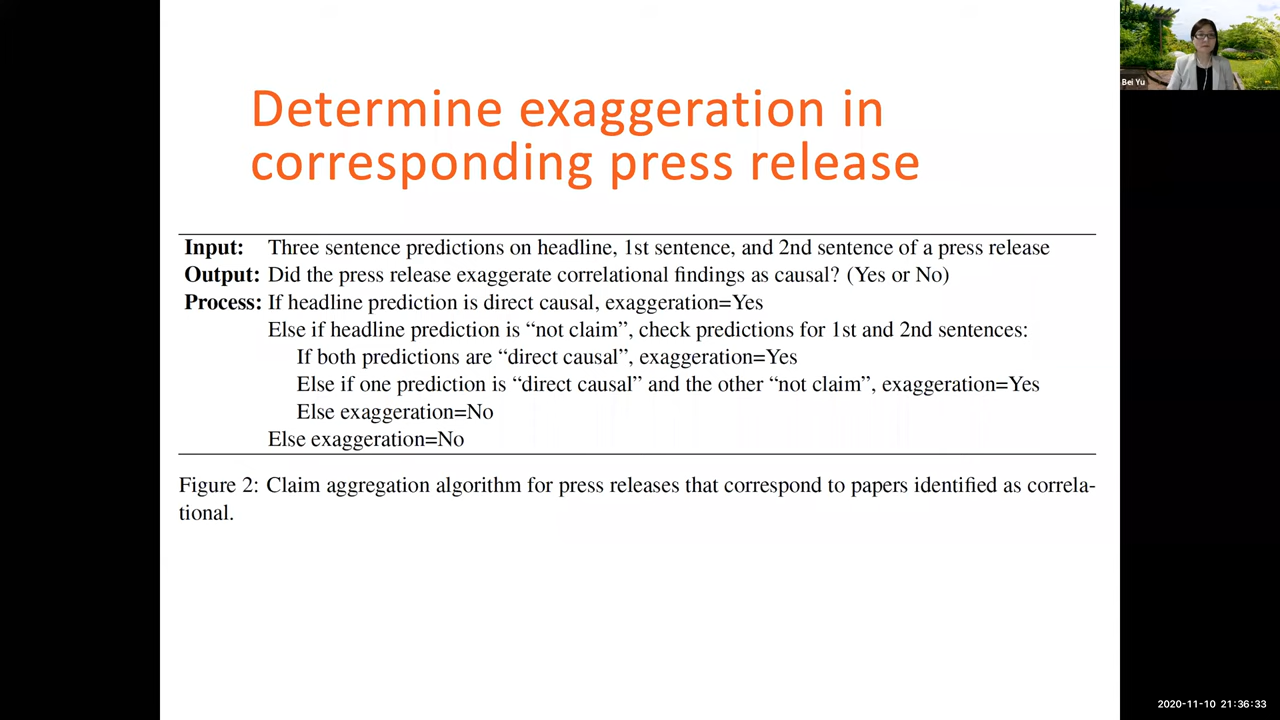 Bei Yu
Determine exaggeration in
corresponding press release
Input: Three sentence predictions on headline, 1st sentence, and 2nd sentence of a press release
Output: Did the press release exaggerate correlational findings as causal? (Yes or No)
Process: If headline prediction is direct causal, exaggeration=Yes
Else if headline prediction is “not claim”, check predictions for 1st and 2nd sentences:
If both predictions are “direct causal”, exaggeration=Yes
Else if one prediction is “direct causal” and the other “not claim”, exaggeration=Yes
Else exaggeration=No
Else exaggeration=No
Figure 2: Claim aggregation algorithm for press releases that correspond to papers identified as correla-
tional.
2020-11-10 21:36:33